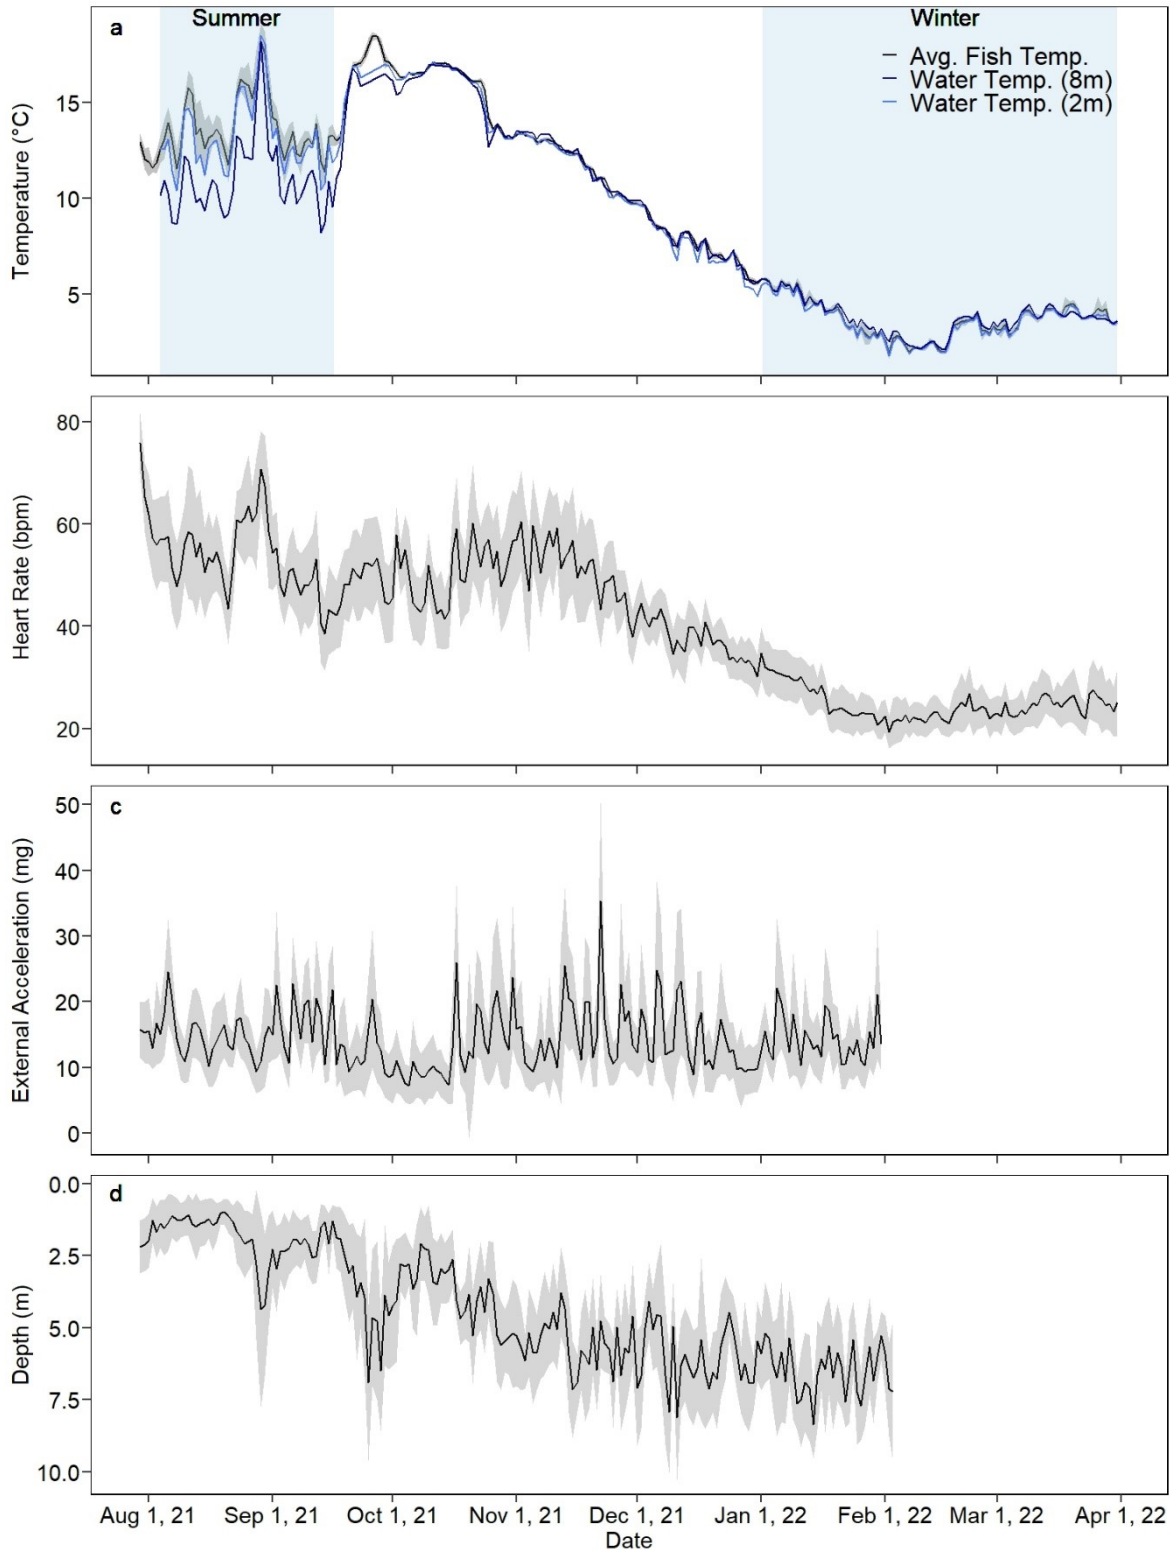 a
Summer
Winter
Avg. Fish Temp.
Water Temp. (8m)
Water Temp. (2m)
Temperature (°C)
15
10
5
Heart Rate (bpm)
80
60
40
20
c
External Acceleration (mg)
50
40
30
20
10
0
d
Depth (m)
0.0
2.5
5.0
7.5
10.0
Aug 1, 21 Sep 1, 21 Oct 1, 21 Nov 1, 21 Dec 1, 21 Jan 1, 22 Feb 1, 22 Mar 1, 22 Apr 1, 22
Date